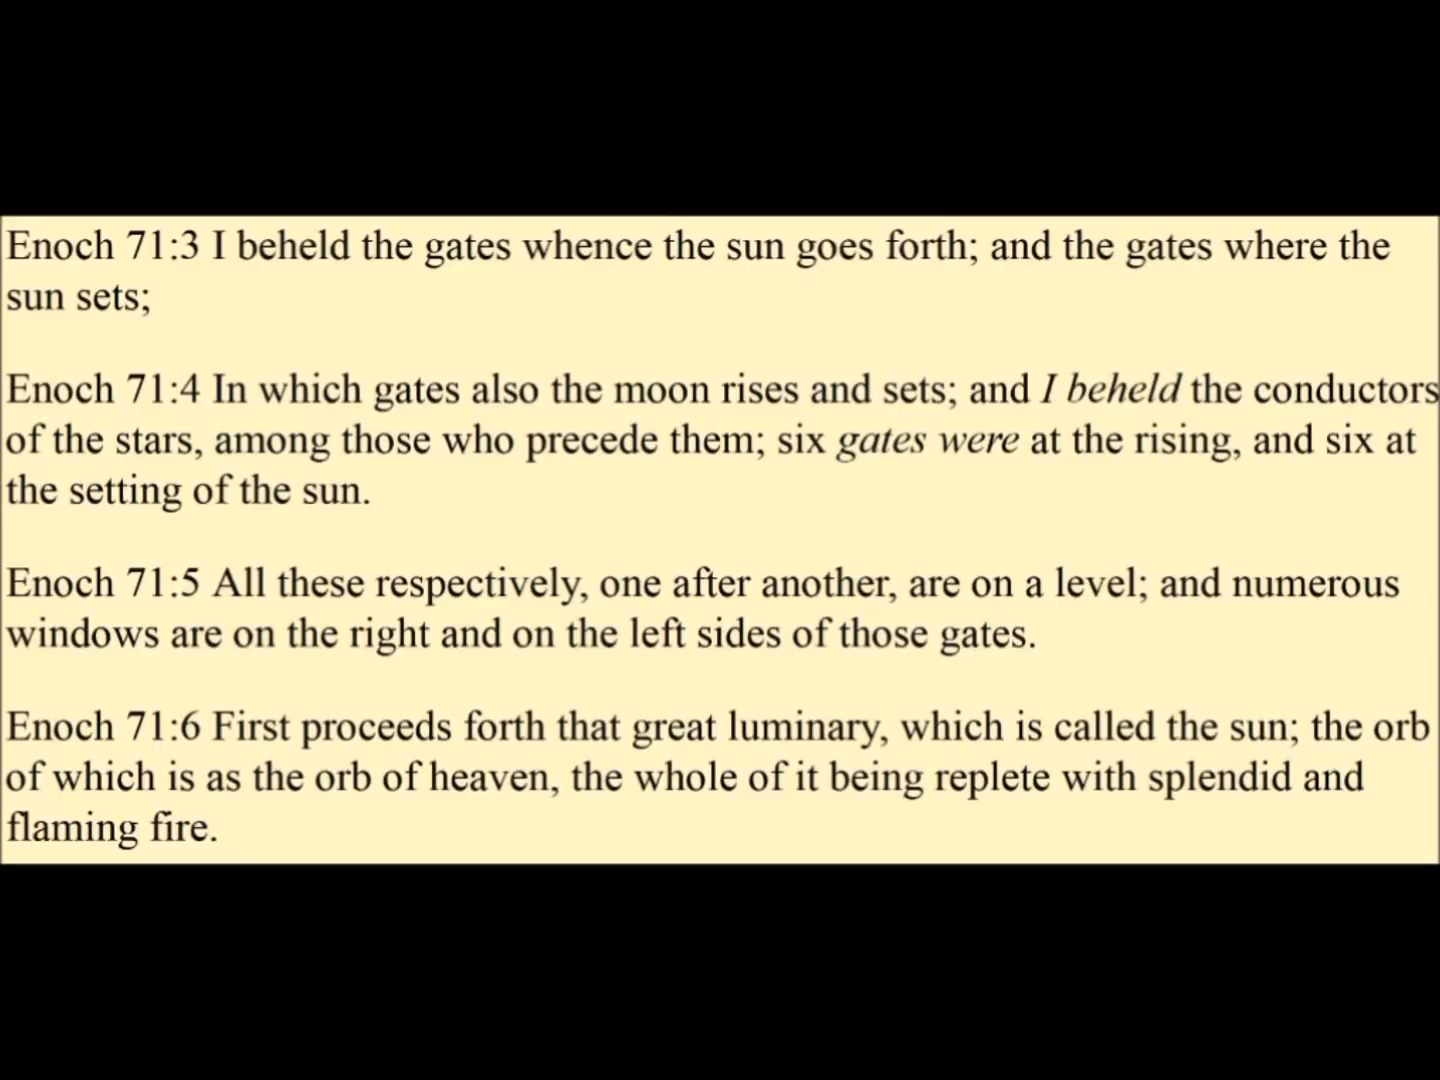 Enoch 71:3 I beheld the gates whence the sun goes forth; and the gates where the
sun sets;
Enoch 71:4 In which gates also the moon rises and sets; and I beheld the conductors
of the stars, among those who precede them; six gates were at the rising, and six at
the setting of the sun.
Enoch 71:5 All these respectively, one after another, are on a level; and numerous
windows are on the right and on the left sides of those gates.
Enoch 71:6 First proceeds forth that great luminary, which is called the sun; the orb
of which is as the orb of heaven, the whole of it being replete with splendid and
flaming fire.